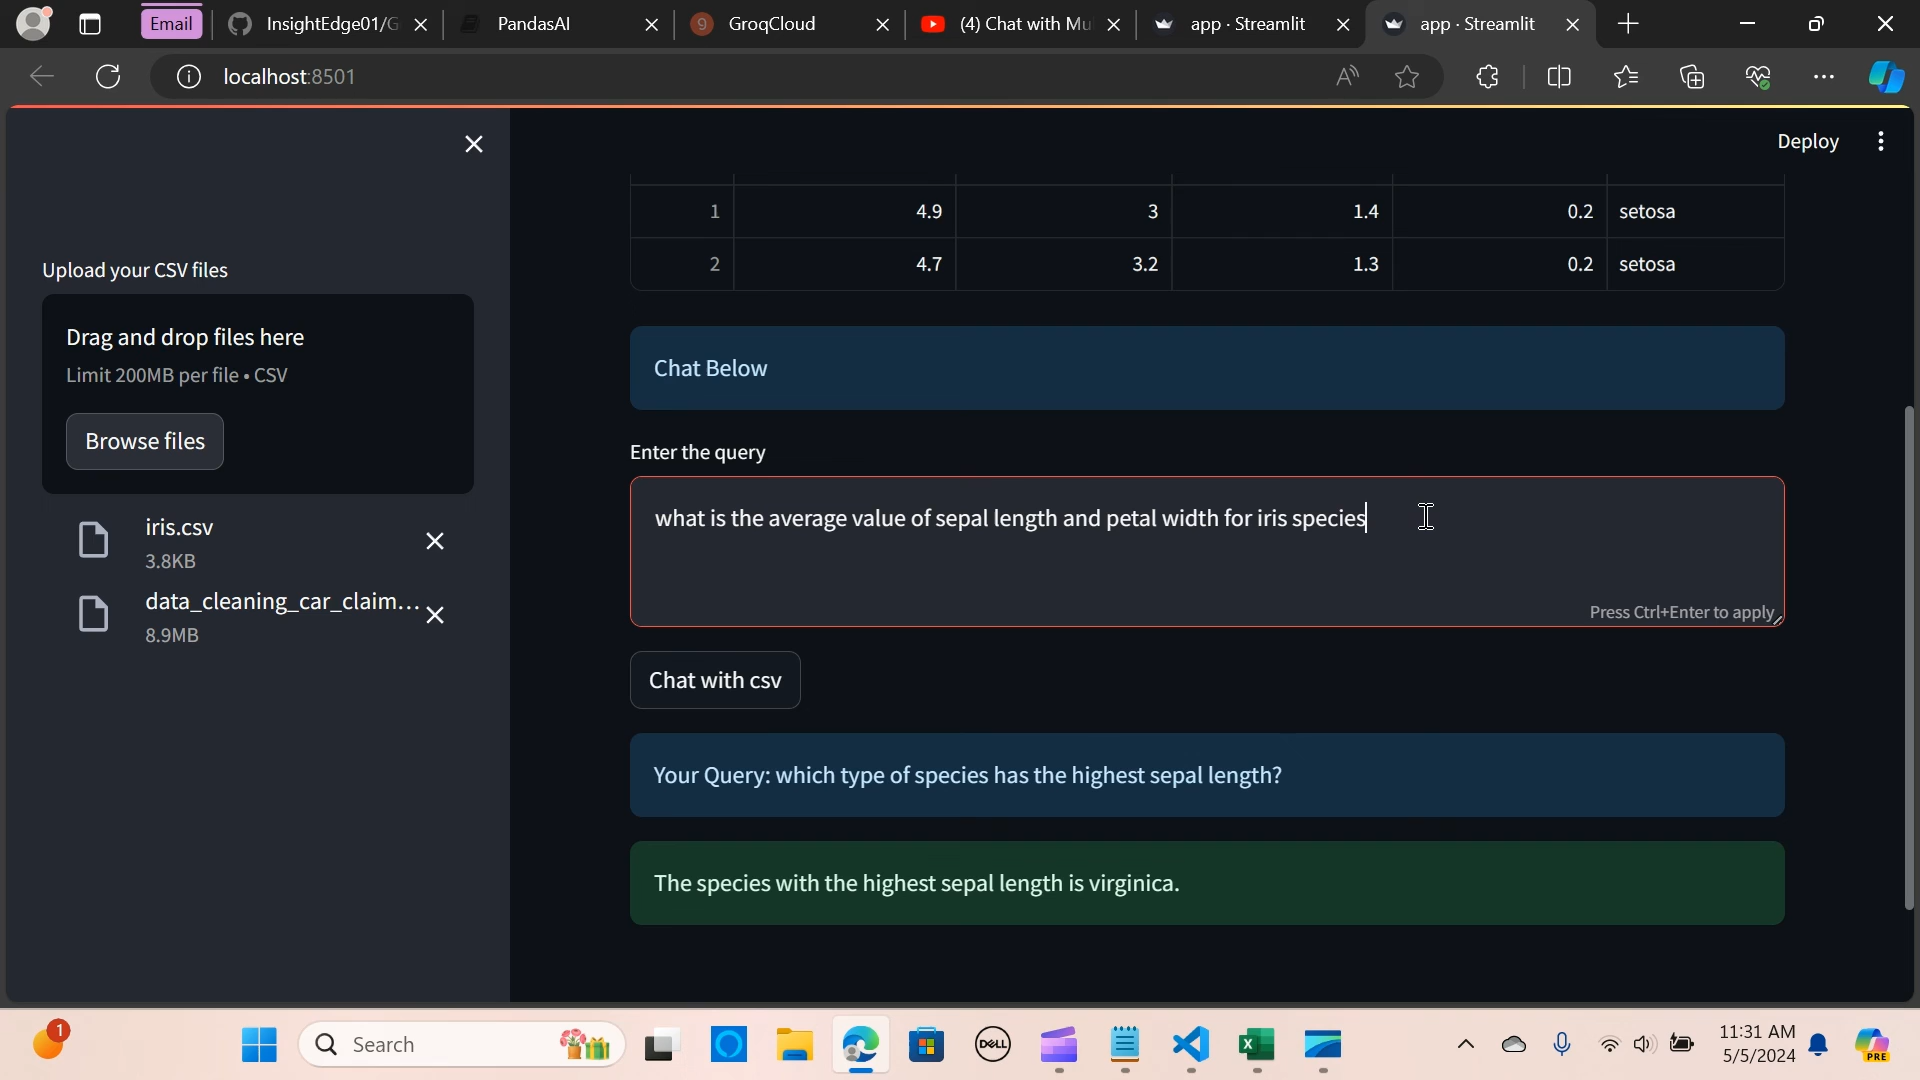 Email
InsightEdge01/G
PandasAI
GroqCloud
(4) Chat with Mu
app · Streamlit
app · Streamlit
localhost:8501
Deploy
Upload your CSV files
Drag and drop files here
Limit 200MB per file • CSV
Browse files
iris.csv
3.8KB
data_cleaning_car_claim...
8.9MB
1 4.9 3 1.4 0.2 setosa
2 4.7 3.2 1.3 0.2 setosa
Chat Below
Enter the query
what is the average value of sepal length and petal width for iris species
Press Ctrl+Enter to apply
Chat with csv
Your Query: which type of species has the highest sepal length?
The species with the highest sepal length is virginica.
1
Search
DELL
PRE
11:31 AM
5/5/2024